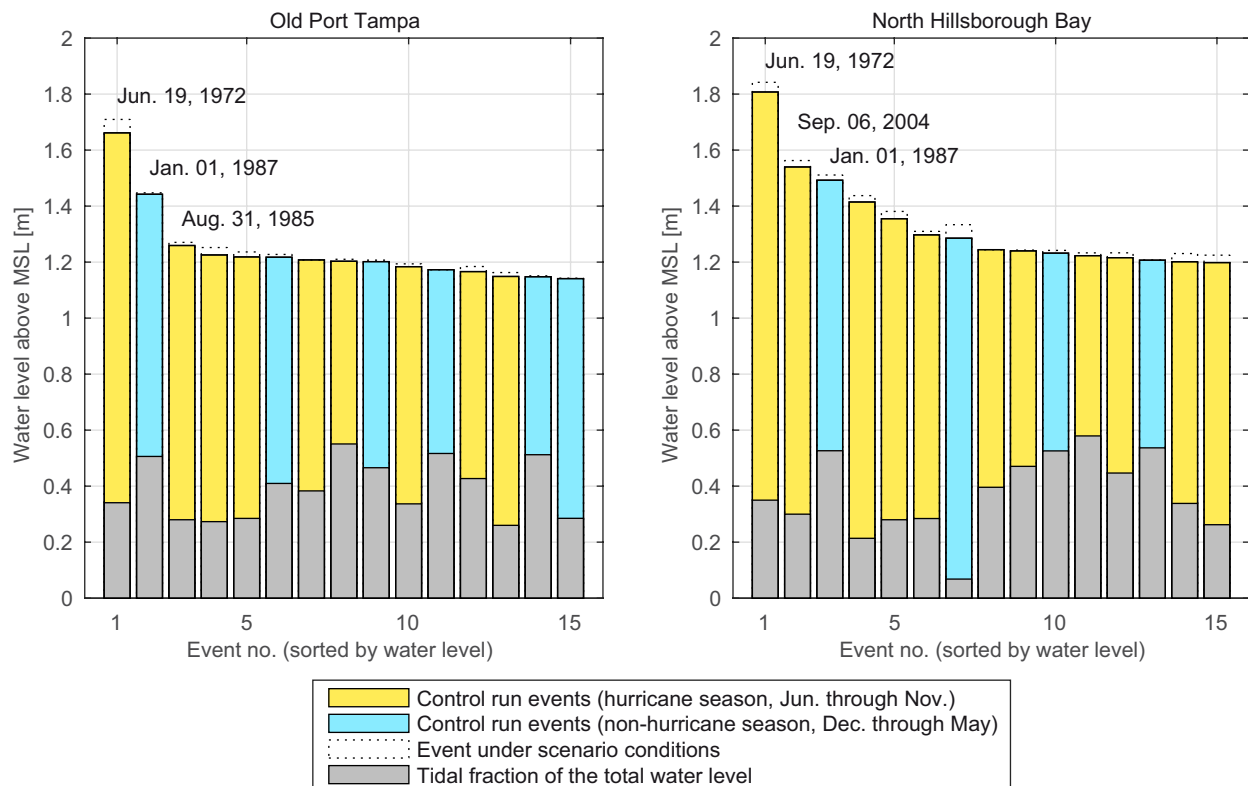 Old Port Tampa
2
1.8
1.6
1.4
1.2
1
0.8
0.6
0.4
0.2
0
Water level above MSL [m]
Jun. 19, 1972
Jan. 01, 1987
Aug. 31, 1985
1 5 10 15
Event no. (sorted by water level)
North Hillsborough Bay
2
1.8
1.6
1.4
1.2
1
0.8
0.6
0.4
0.2
0
Water level above MSL [m]
Jun. 19, 1972
Sep. 06, 2004
Jan. 01, 1987
1 5 10 15
Event no. (sorted by water level)
Control run events (hurricane season, Jun. through Nov.)
Control run events (non-hurricane season, Dec. through May)
Event under scenario conditions
Tidal fraction of the total water level